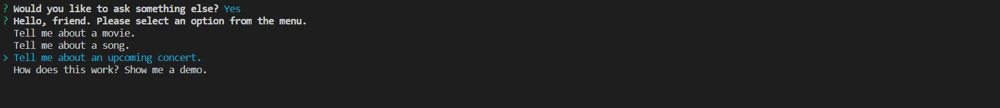 ? Would you like to ask something else? Yes
? Hello, friend. Please select an option from the menu.
Tell me about a movie.
Tell me about a song.
> Tell me about an upcoming concert.
How does this work? Show me a demo.